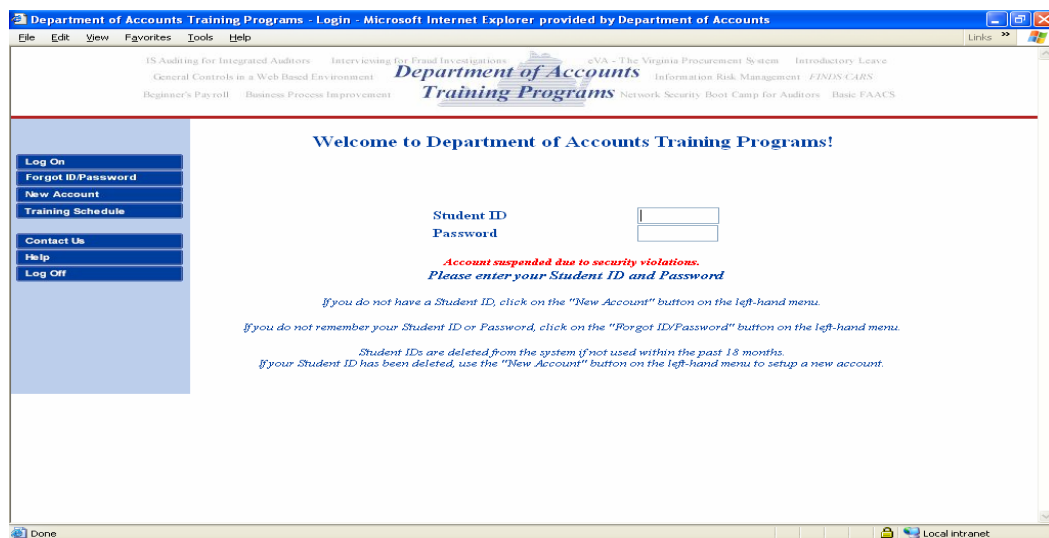 Department of Accounts Training Programs - Login - Microsoft Internet Explorer provided by Department of Accounts
File Edit View Favorites Tools Help Links »
IS Auditing for Integrated Auditors Interviewing for Fraud Investigations eVA - The Virginia Procurement System Introductory Leave
General Controls in a Web Based Environment Department of Accounts Information Risk Management FINDS CARS
Beginner's Payroll Business Process Improvement Training Programs Network Security Boot Camp for Auditors Basic FAACS
Welcome to Department of Accounts Training Programs!
Log On
Forgot ID/Password
New Account
Training Schedule
Contact Us
Help
Log Off
Student ID
Password
Account suspended due to security violations.
Please enter your Student ID and Password
If you do not have a Student ID, click on the "New Account" button on the left-hand menu.
If you do not remember your Student ID or Password, click on the "Forgot ID/Password" button on the left-hand menu.
Student IDs are deleted from the system if not used within the past 18 months.
If your Student ID has been deleted, use the "New Account" button on the left-hand menu to setup a new account.
Done Local intranet